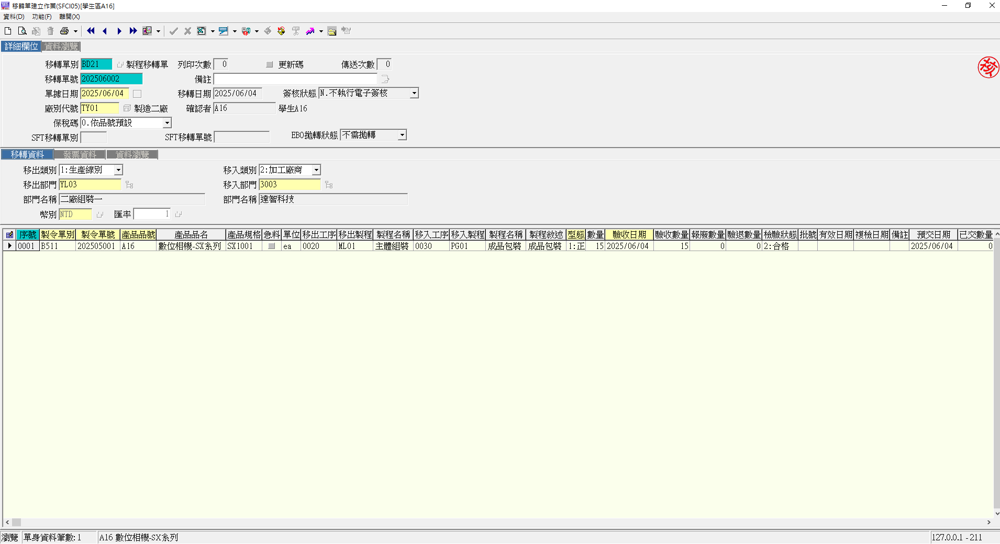 移轉單建立作業(SFCI05)[學生區A16]
資料(D) 功能(F) 離開(X)
詳細欄位 資料瀏覽
移轉單別 BD21 製程移轉單 列印次數 0 更新碼 傳送次數 0
核
移轉單號 202506002 備註
單據日期 2025/06/04 移轉日期 2025/06/04 簽核狀態 N.不執行電子簽核
廠別代號 TY01 製造二廠 確認者 A16 學生A16
保稅碼 0.依品號預設
SFT移轉單別 SFT移轉單號 EBO拋轉狀態 不需拋轉
移轉資料 發票資料 資料瀏覽
移出類別 1:生產線別 移入類別 2:加工廠商
移出部門 YL03 移入部門 3003
部門名稱 二廠組裝一 部門名稱 達智科技
幣別 NTD 匯率 1
序號 製令單別 製令單號 產品品號 產品品名 產品規格 急料 單位 移出工序 移出製程 製程名稱 移入工序 移入製程 製程名稱 製程敘述 型態 數量 驗收日期 驗收數量 報廢數量 驗退數量 檢驗狀態 批號 有效日期 複檢日期 備註 預交日期 已交數量
0001 B511 202505001 A16 數位相機-SX系列 SX1001 ea 0020 ML01 主體組裝 0030 PG01 成品包裝 成品包裝 1:正 15 2025/06/04 15 0 0 2:合格 2025/06/04 0
瀏覽 單身資料筆數: 1 A16 數位相機-SX系列 127.0.0.1 - 211